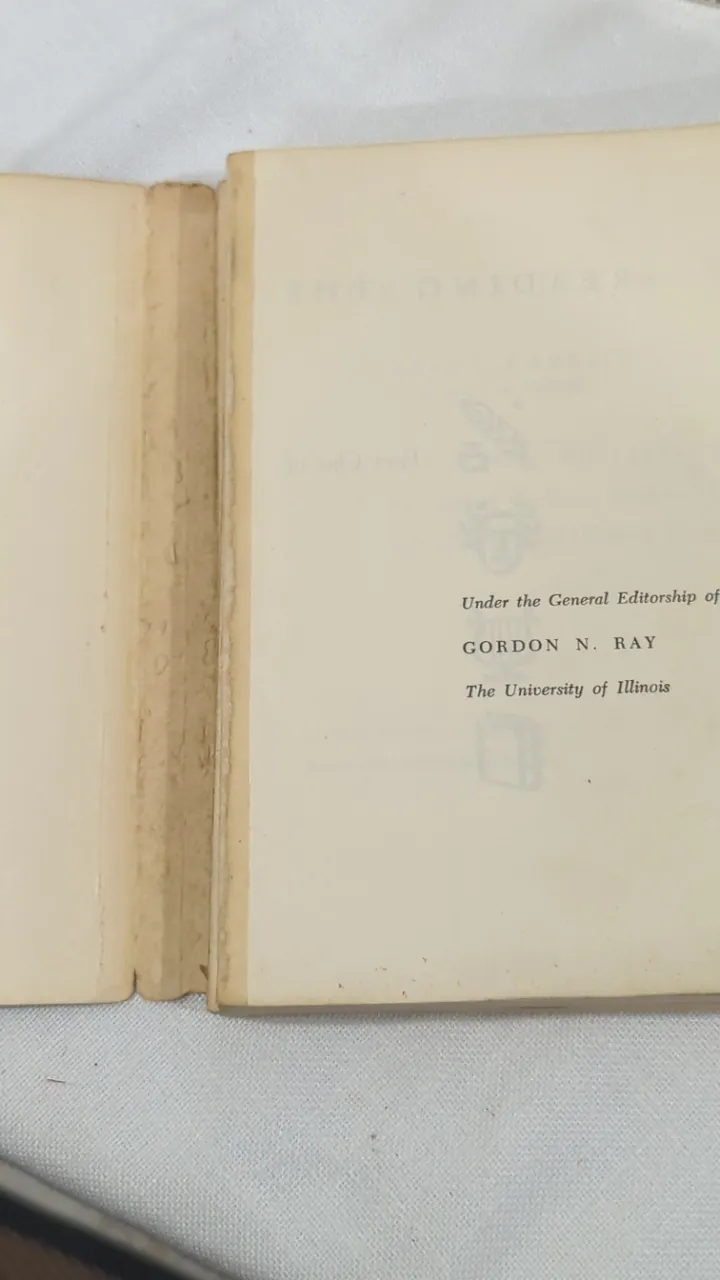 Under the General Editorship of
GORDON N. RAY
The University of Illinois